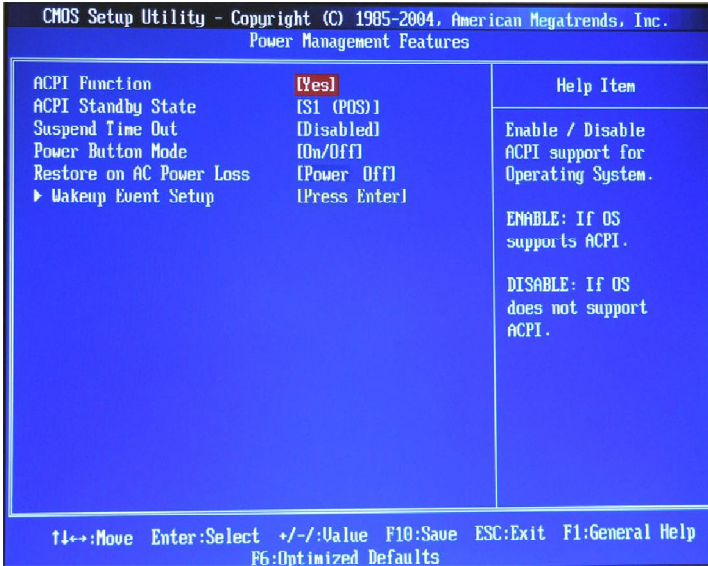 CMOS Setup Utility - Copyright (C) 1985-2004, American Megatrends, Inc.
Power Management Features
ACPI Function [Yes]
ACPI Standby State [S1 (POS)]
Suspend Time Out [Disabled]
Power Button Mode [On/Off]
Restore on AC Power Loss [Power Off]
▶ Wakeup Event Setup [Press Enter]
Help Item
Enable / Disable
ACPI support for
Operating System.
ENABLE: If OS
supports ACPI.
DISABLE: If OS
does not support
ACPI.
↑↓↔:Move Enter:Select +/-/:Value F10:Save ESC:Exit F1:General Help
F6:Optimized Defaults